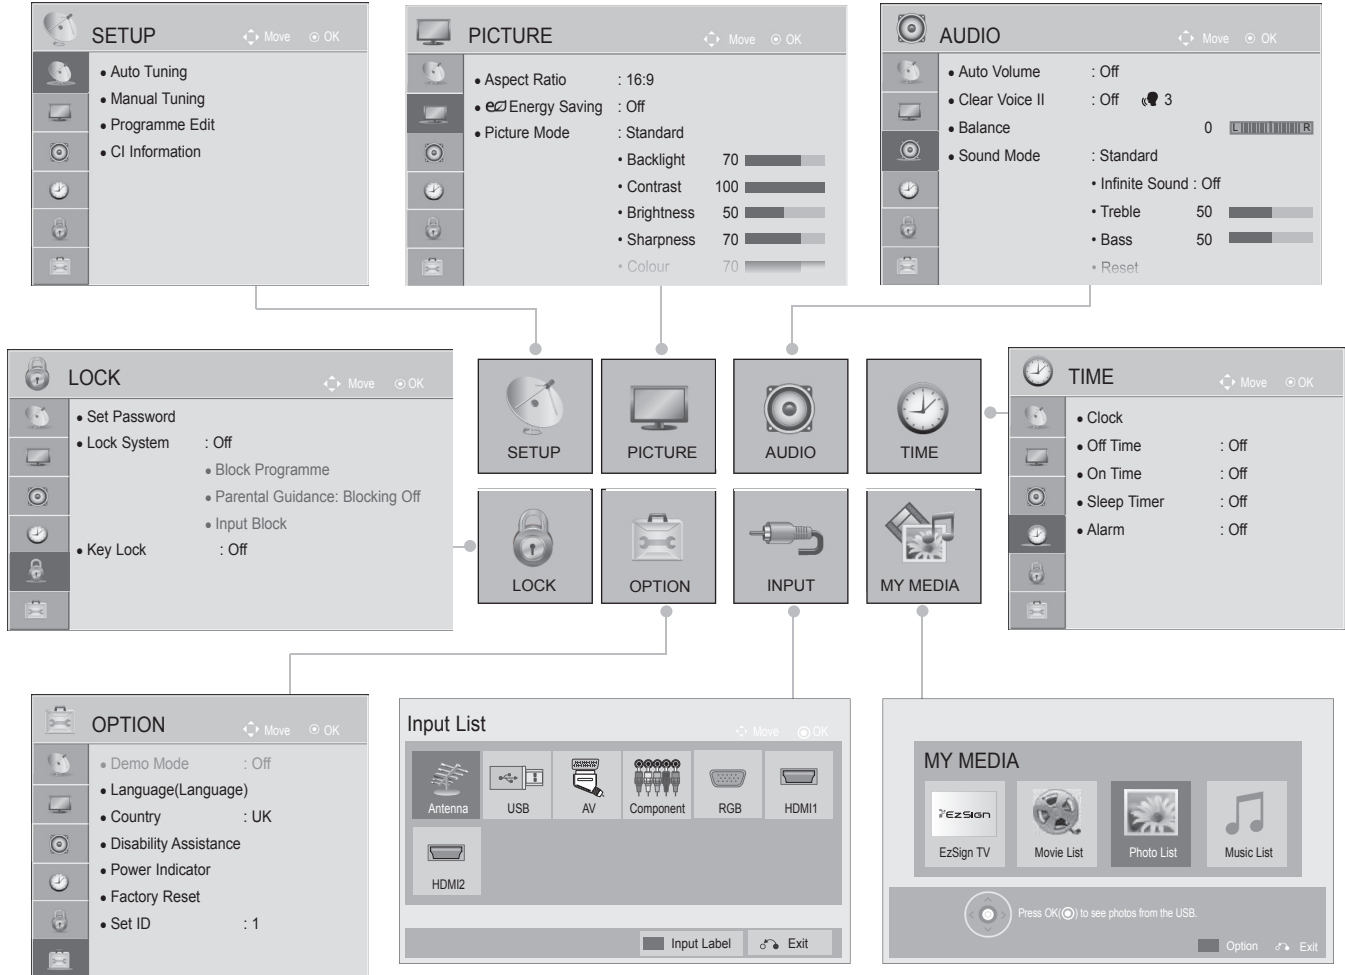 SETUP Move OK
• Auto Tuning
• Manual Tuning
• Programme Edit
• CI Information
PICTURE Move OK
• Aspect Ratio : 16:9
• Energy Saving : Off
• Picture Mode : Standard
• Backlight 70
• Contrast 100
• Brightness 50
• Sharpness 70
• Colour 70
AUDIO Move OK
• Auto Volume : Off
• Clear Voice II : Off 3
• Balance 0 L R
• Sound Mode : Standard
• Infinite Sound : Off
• Treble 50
• Bass 50
• Reset
LOCK Move OK
• Set Password
• Lock System : Off
• Block Programme
• Parental Guidance: Blocking Off
• Input Block
• Key Lock : Off
SETUP
PICTURE
AUDIO
TIME
LOCK
OPTION
INPUT
MY MEDIA
TIME Move OK
• Clock
• Off Time : Off
• On Time : Off
• Sleep Timer : Off
• Alarm : Off
OPTION Move OK
• Demo Mode : Off
• Language(Language)
• Country : UK
• Disability Assistance
• Power Indicator
• Factory Reset
• Set ID : 1
Input List Move OK
Antenna USB AV Component RGB HDMI1
HDMI2
Input Label Exit
MY MEDIA
EzSign
EzSign TV Movie List Photo List Music List
Press OK(◉) to see photos from the USB.
Option Exit